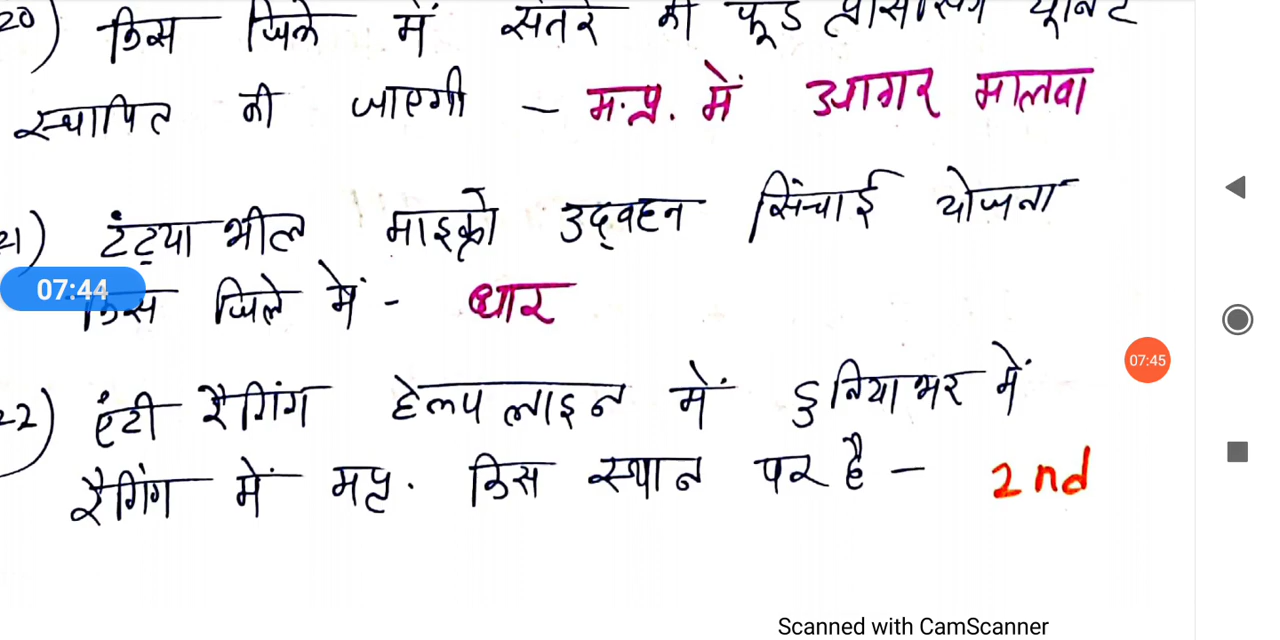 20) किस जिले में संतरे की फूड प्रोसेसिंग यूनिट
स्थापित की जाएगी - म.प्र. में आगर मालवा
21) टंट्या भील माइक्रो उद्वहन सिंचाई योजना
07:44
किस जिले में - धार
07:45
22) एंटी रैगिंग हेल्प लाइन में दुनियाभर में
रैगिंग में मप्र. किस स्थान पर है - 2nd
Scanned with CamScanner